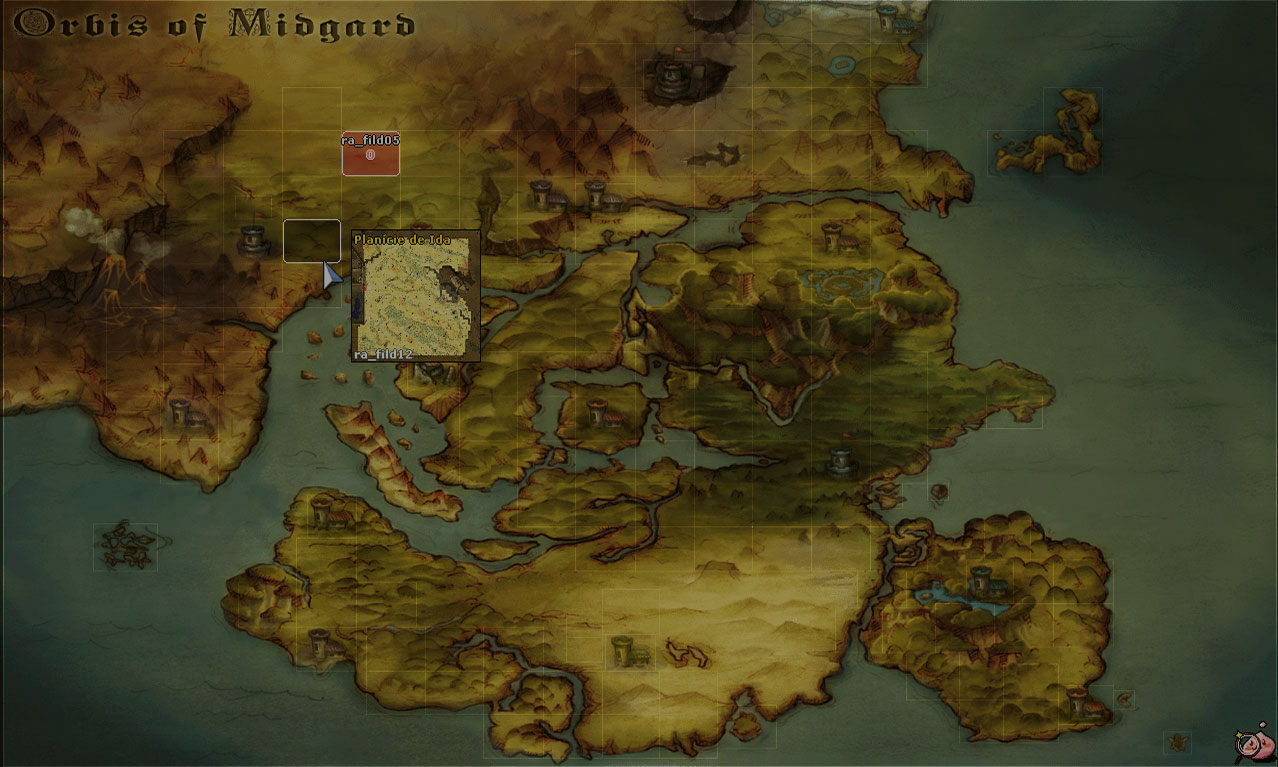 Orbis of Midgard
ra_fild05
0
Planície de Ida
ra_fild12